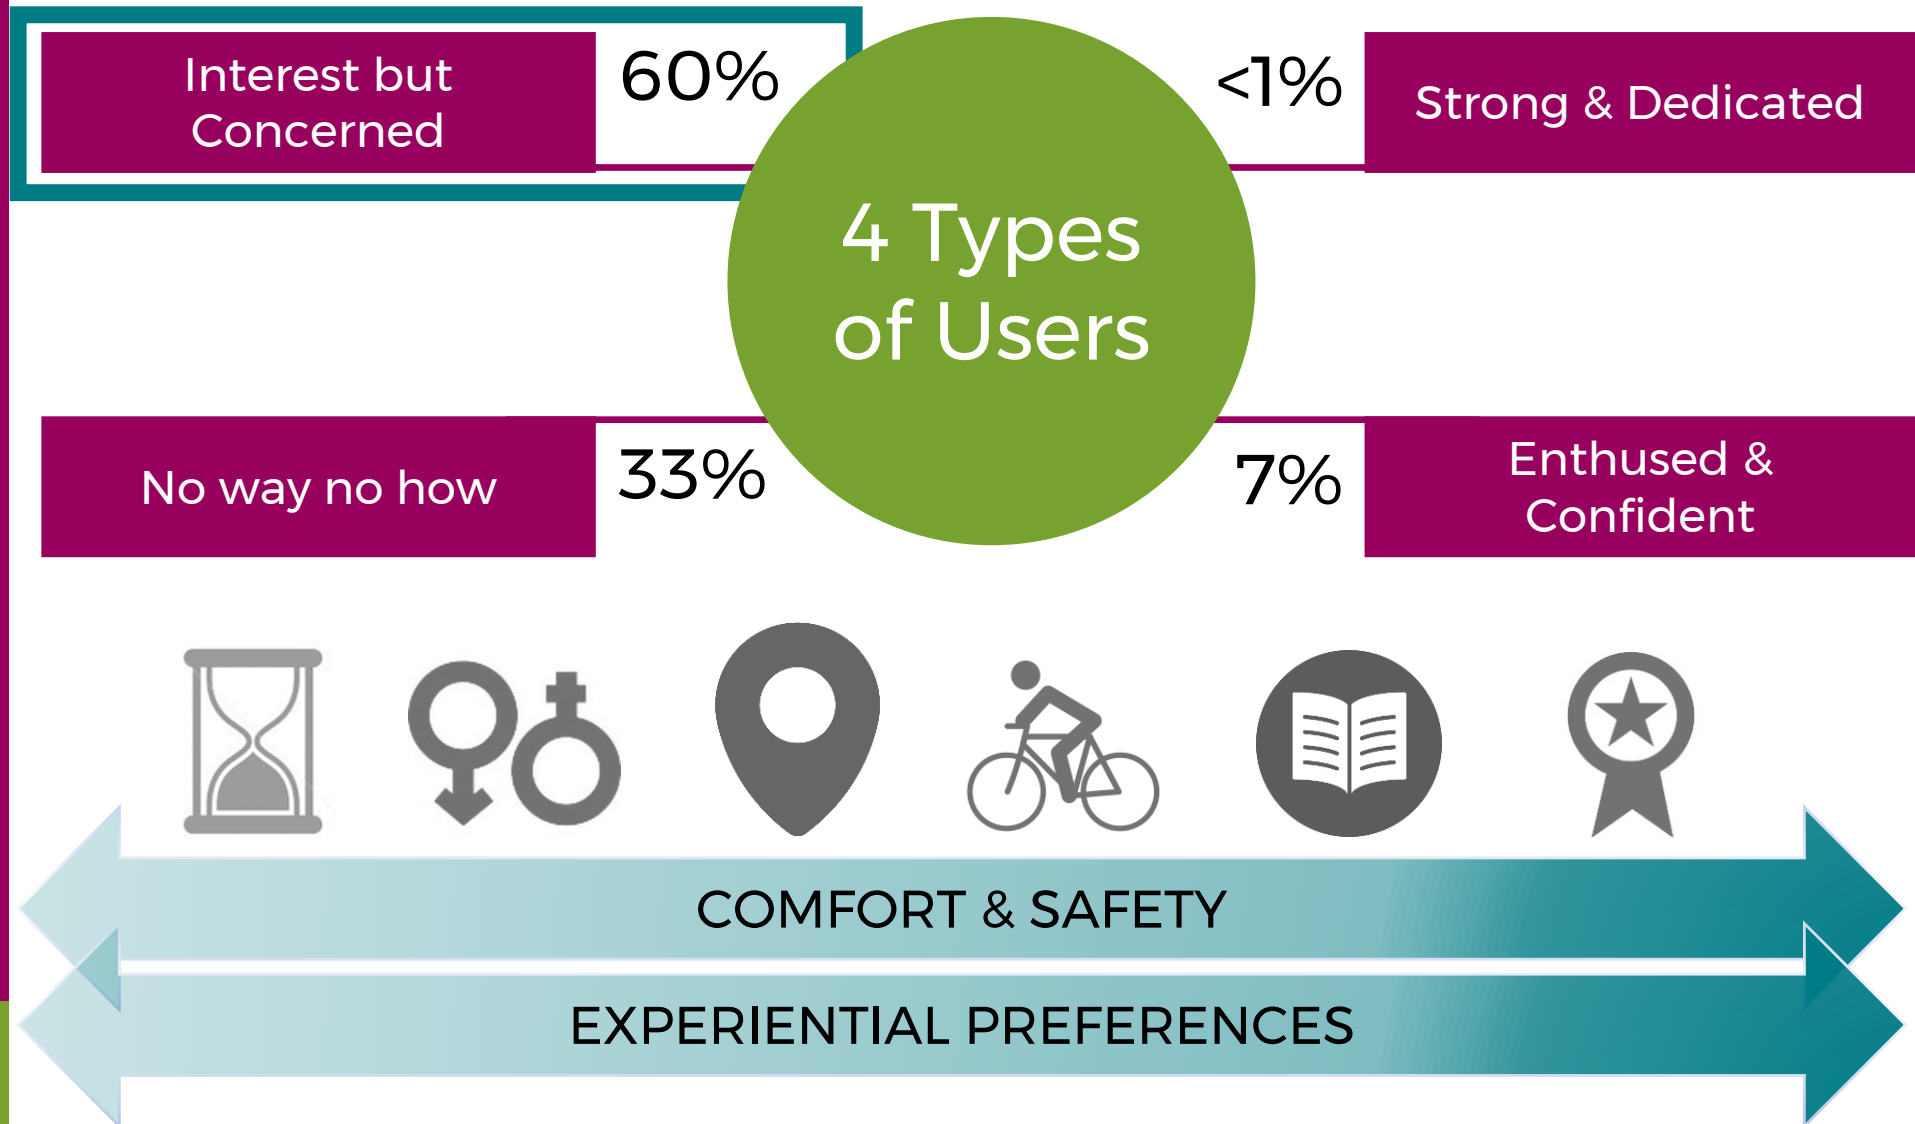 Interest but
Concerned
60%
<1%
Strong & Dedicated
4 Types
of Users
No way no how
33%
7%
Enthused &
Confident
COMFORT & SAFETY
EXPERIENTIAL PREFERENCES